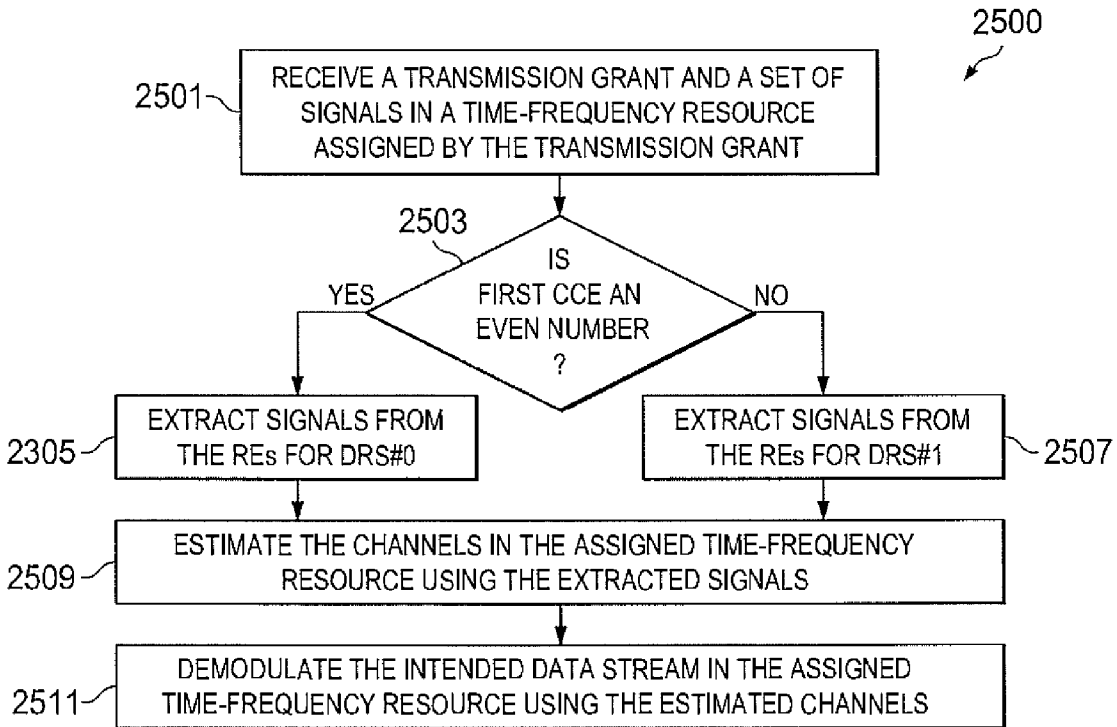 2500
2501
RECEIVE A TRANSMISSION GRANT AND A SET OF
SIGNALS IN A TIME-FREQUENCY RESOURCE
ASSIGNED BY THE TRANSMISSION GRANT
2503
IS
FIRST CCE AN
EVEN NUMBER
?
YES
NO
2305
EXTRACT SIGNALS FROM
THE REs FOR DRS#0
EXTRACT SIGNALS FROM
THE REs FOR DRS#1
2507
2509
ESTIMATE THE CHANNELS IN THE ASSIGNED TIME-FREQUENCY
RESOURCE USING THE EXTRACTED SIGNALS
2511
DEMODULATE THE INTENDED DATA STREAM IN THE ASSIGNED
TIME-FREQUENCY RESOURCE USING THE ESTIMATED CHANNELS